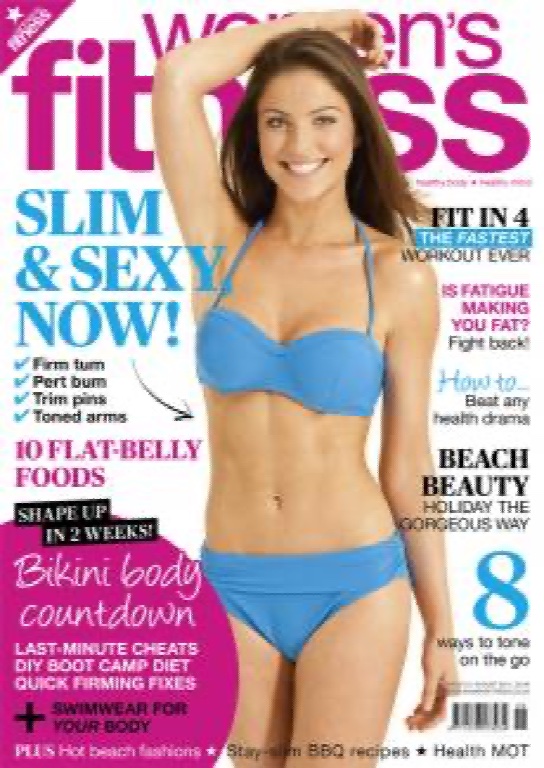 women's
fitness
healthy body ★ healthy mind
SLIM
& SEXY,
NOW!
✔ Firm tum
✔ Pert bum
✔ Trim pins
✔ Toned arms
10 FLAT-BELLY
FOODS
SHAPE UP
IN 2 WEEKS!
Bikini body
countdown
LAST-MINUTE CHEATS
DIY BOOT CAMP DIET
QUICK FIRMING FIXES
+ SWIMWEAR FOR
YOUR BODY
FIT IN 4
THE FASTEST
WORKOUT EVER
IS FATIGUE
MAKING
YOU FAT?
Fight back!
How to...
Beat any
health drama
BEACH
BEAUTY
HOLIDAY THE
GORGEOUS WAY
8
ways to tone
on the go
PLUS Hot beach fashions ★ Stay-slim BBQ recipes ★ Health MOT